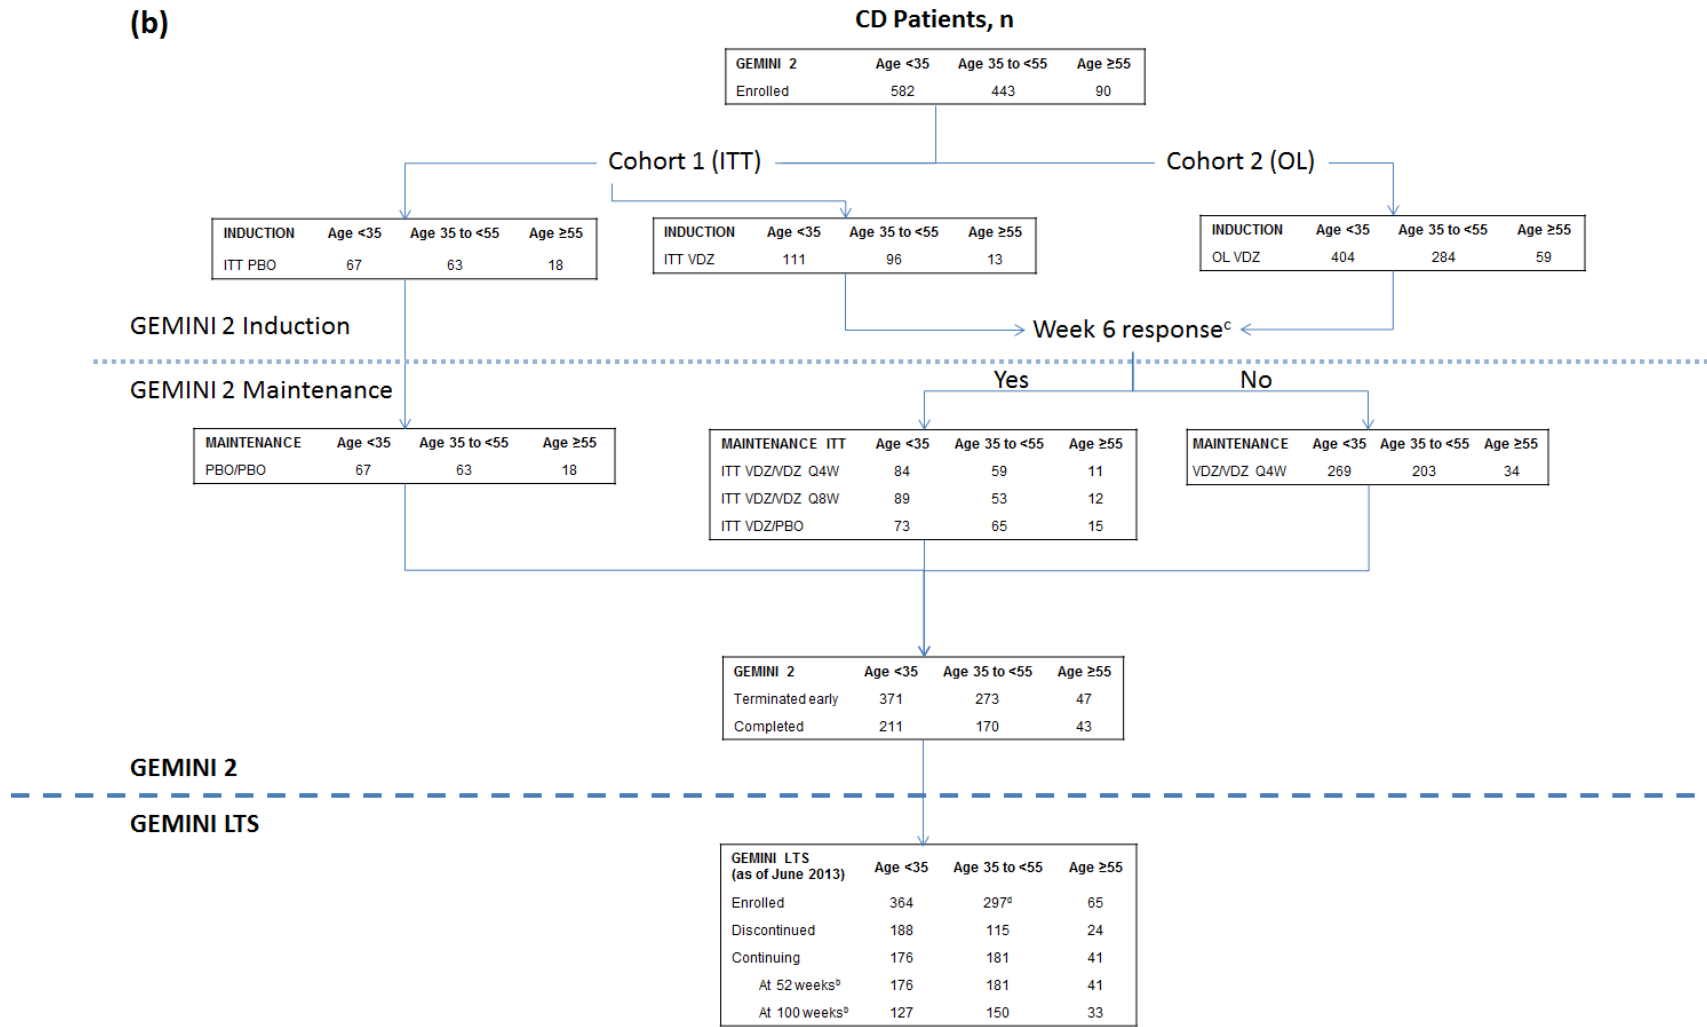 (b)
CD Patients, n
GEMINI 2 Age <35 Age 35 to <55 Age ≥55
Enrolled 582 443 90
Cohort 1 (ITT)
Cohort 2 (OL)
INDUCTION Age <35 Age 35 to <55 Age ≥55
ITT PBO 67 63 18
INDUCTION Age <35 Age 35 to <55 Age ≥55
ITT VDZ 111 96 13
INDUCTION Age <35 Age 35 to <55 Age ≥55
OL VDZ 404 284 59
GEMINI 2 Induction
Week 6 responseᶜ
GEMINI 2 Maintenance
Yes
No
MAINTENANCE Age <35 Age 35 to <55 Age ≥55
PBO/PBO 67 63 18
MAINTENANCE ITT Age <35 Age 35 to <55 Age ≥55
ITT VDZ/VDZ Q4W 84 59 11
ITT VDZ/VDZ Q8W 89 53 12
ITT VDZ/PBO 73 65 15
MAINTENANCE Age <35 Age 35 to <55 Age ≥55
VDZ/VDZ Q4W 269 203 34
GEMINI 2 Age <35 Age 35 to <55 Age ≥55
Terminated early 371 273 47
Completed 211 170 43
GEMINI 2
GEMINI LTS
GEMINI LTS
(as of June 2013) Age <35 Age 35 to <55 Age ≥55
Enrolled 364 297ᵈ 65
Discontinued 188 115 24
Continuing 176 181 41
At 52 weeksᵇ 176 181 41
At 100 weeksᵇ 127 150 33